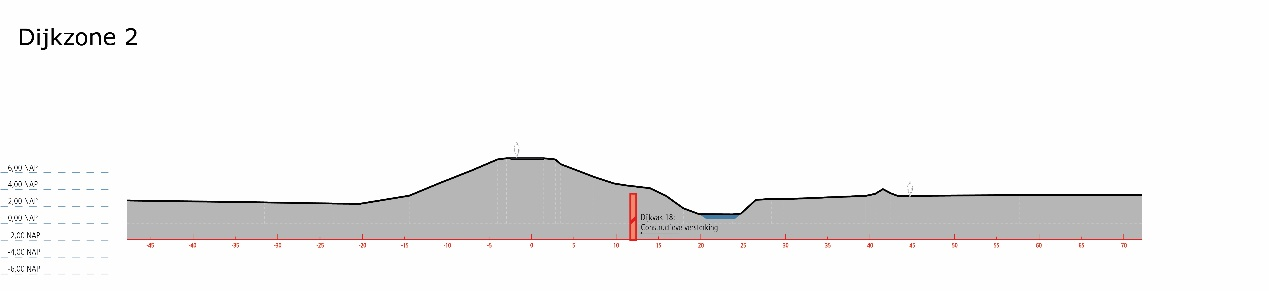 Dijkzone 2
6,00 NAP
4,00 NAP
2,00 NAP
0,00 NAP
-2,00 NAP
-4,00 NAP
-6,00 NAP
Dijkvak 18:
Constructieve versterking
-45 -40 -35 -30 -25 -20 -15 -10 -5 0 5 10 15 20 25 30 35 40 45 50 55 60 65 70